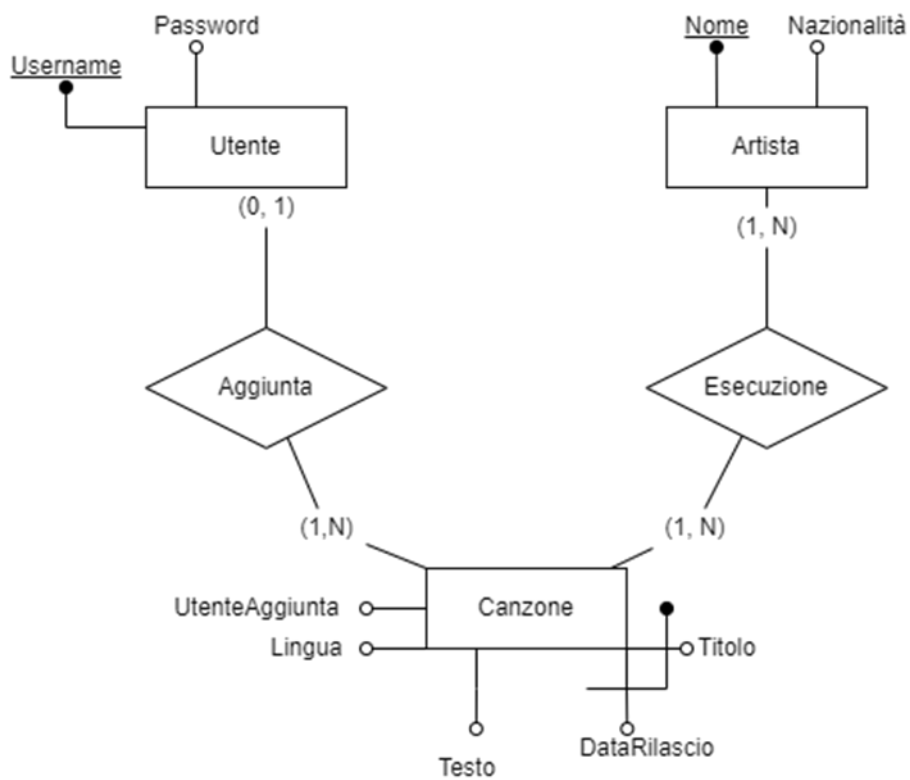 Password
Username
Utente
(0, 1)
Aggiunta
(1,N)
Nome
Nazionalità
Artista
(1, N)
Esecuzione
(1, N)
Canzone
UtenteAggiunta
Lingua
Titolo
Testo
DataRilascio